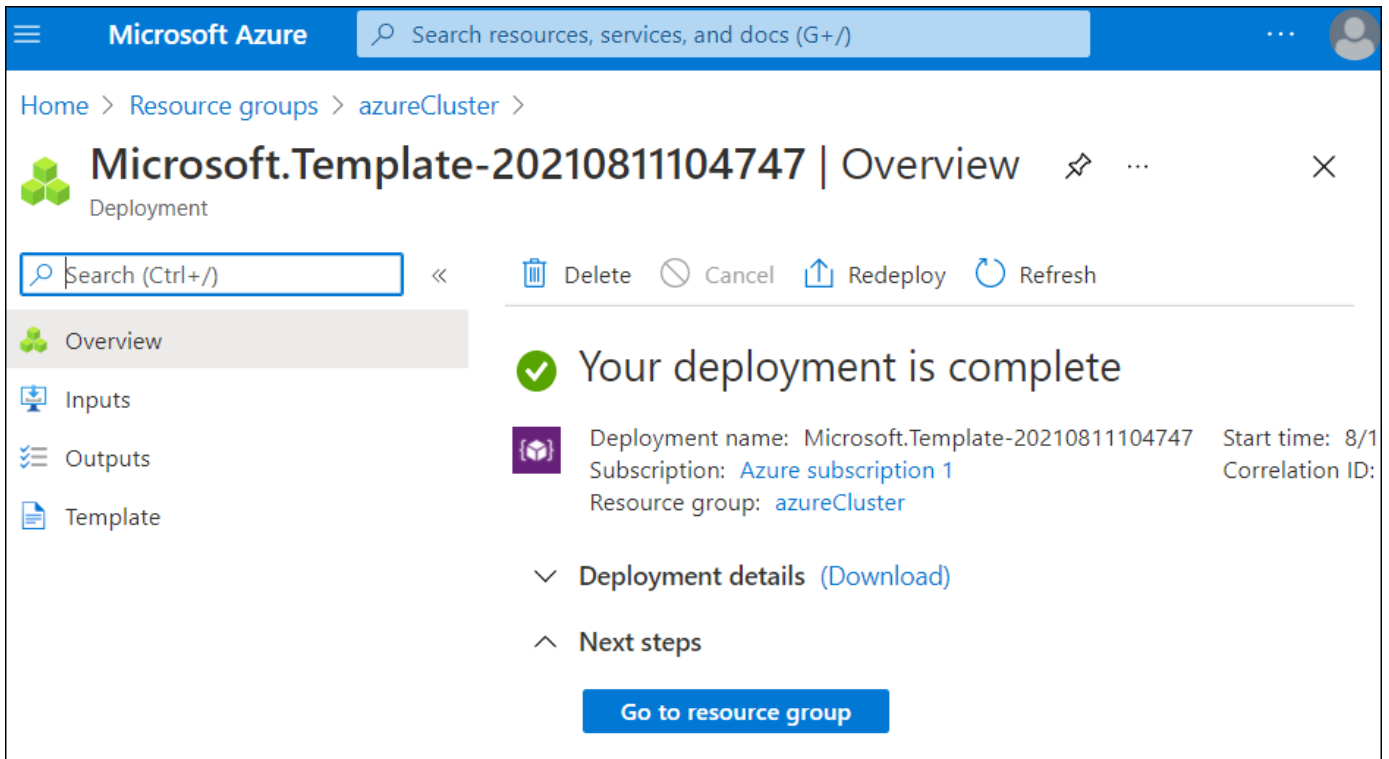 Microsoft Azure
Search resources, services, and docs (G+/)
...
Home > Resource groups > azureCluster >
Microsoft.Template-20210811104747 | Overview
...
Deployment
Search (Ctrl+/)
«
Delete
Cancel
Redeploy
Refresh
Overview
Inputs
Outputs
Template
Your deployment is complete
Deployment name: Microsoft.Template-20210811104747 Start time: 8/1
Subscription: Azure subscription 1 Correlation ID:
Resource group: azureCluster
Deployment details (Download)
Next steps
Go to resource group